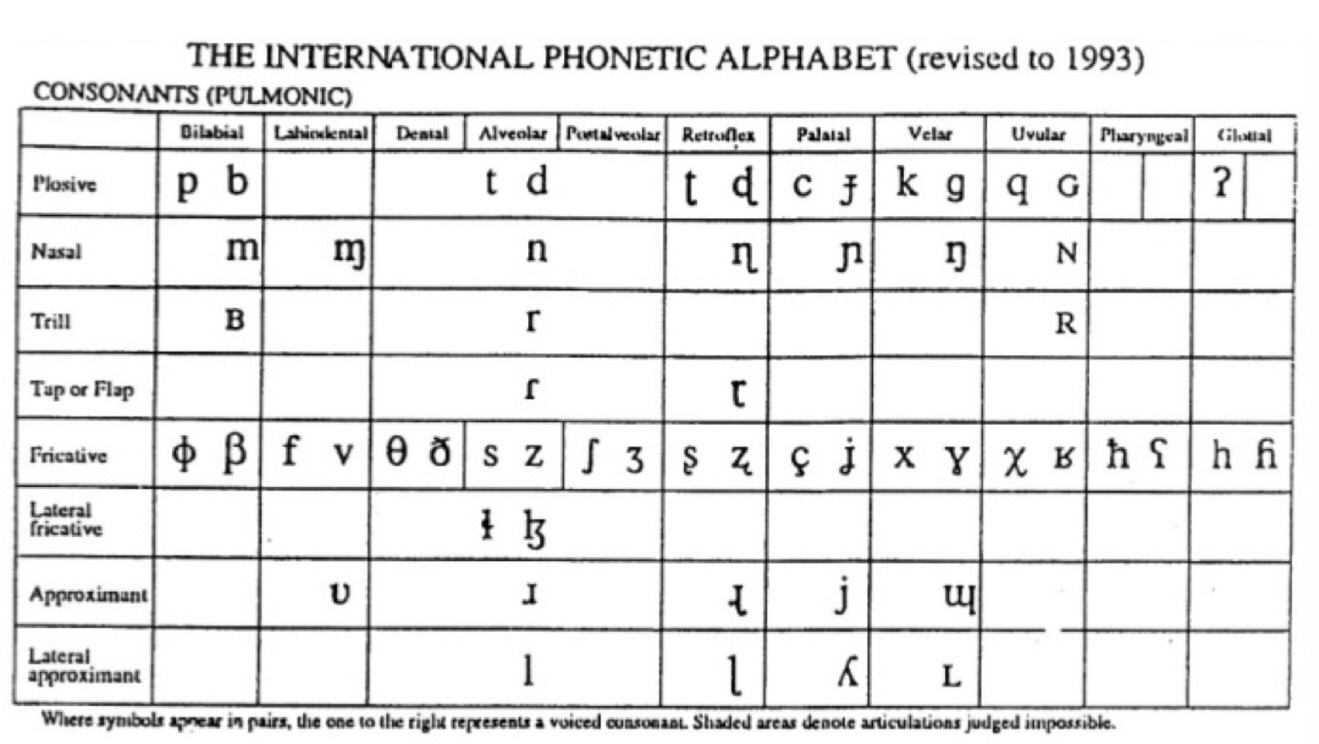 THE INTERNATIONAL PHONETIC ALPHABET (revised to 1993)
CONSONANTS (PULMONIC)
Bilabial Labiodental Dental Alveolar Postalveolar Retroflex Palatal Velar Uvular Pharyngeal Glottal
Plosive p b t d ʈ ɖ c ɟ k ɡ q ɢ ʔ
Nasal m ɱ n ɳ ɲ ŋ ɴ
Trill ʙ r ʀ
Tap or Flap ɾ ɽ
Fricative ɸ β f v θ ð s z ʃ ʒ ʂ ʐ ç ʝ x ɣ χ ʁ ħ ʕ h ɦ
Lateral
fricative ɬ ɮ
Approximant ʋ ɹ ɻ j ɰ
Lateral
approximant l ɭ ʎ ʟ
Where symbols appear in pairs, the one to the right represents a voiced consonant. Shaded areas denote articulations judged impossible.